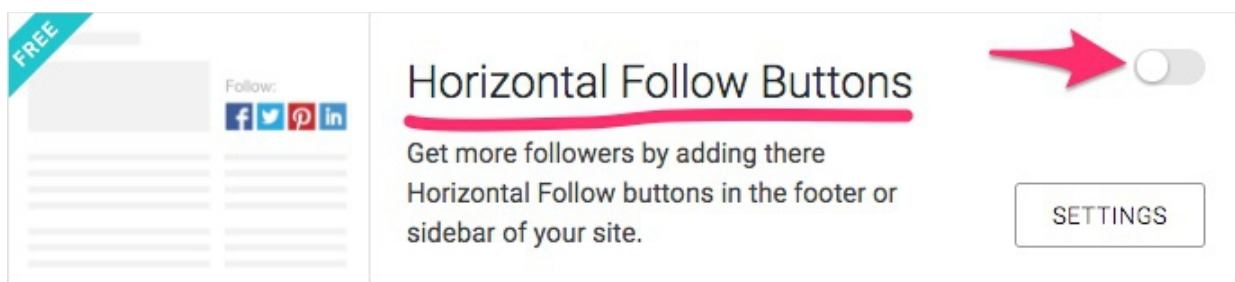 FREE
Follow:
Horizontal Follow Buttons
Get more followers by adding there
Horizontal Follow buttons in the footer or
sidebar of your site.
SETTINGS